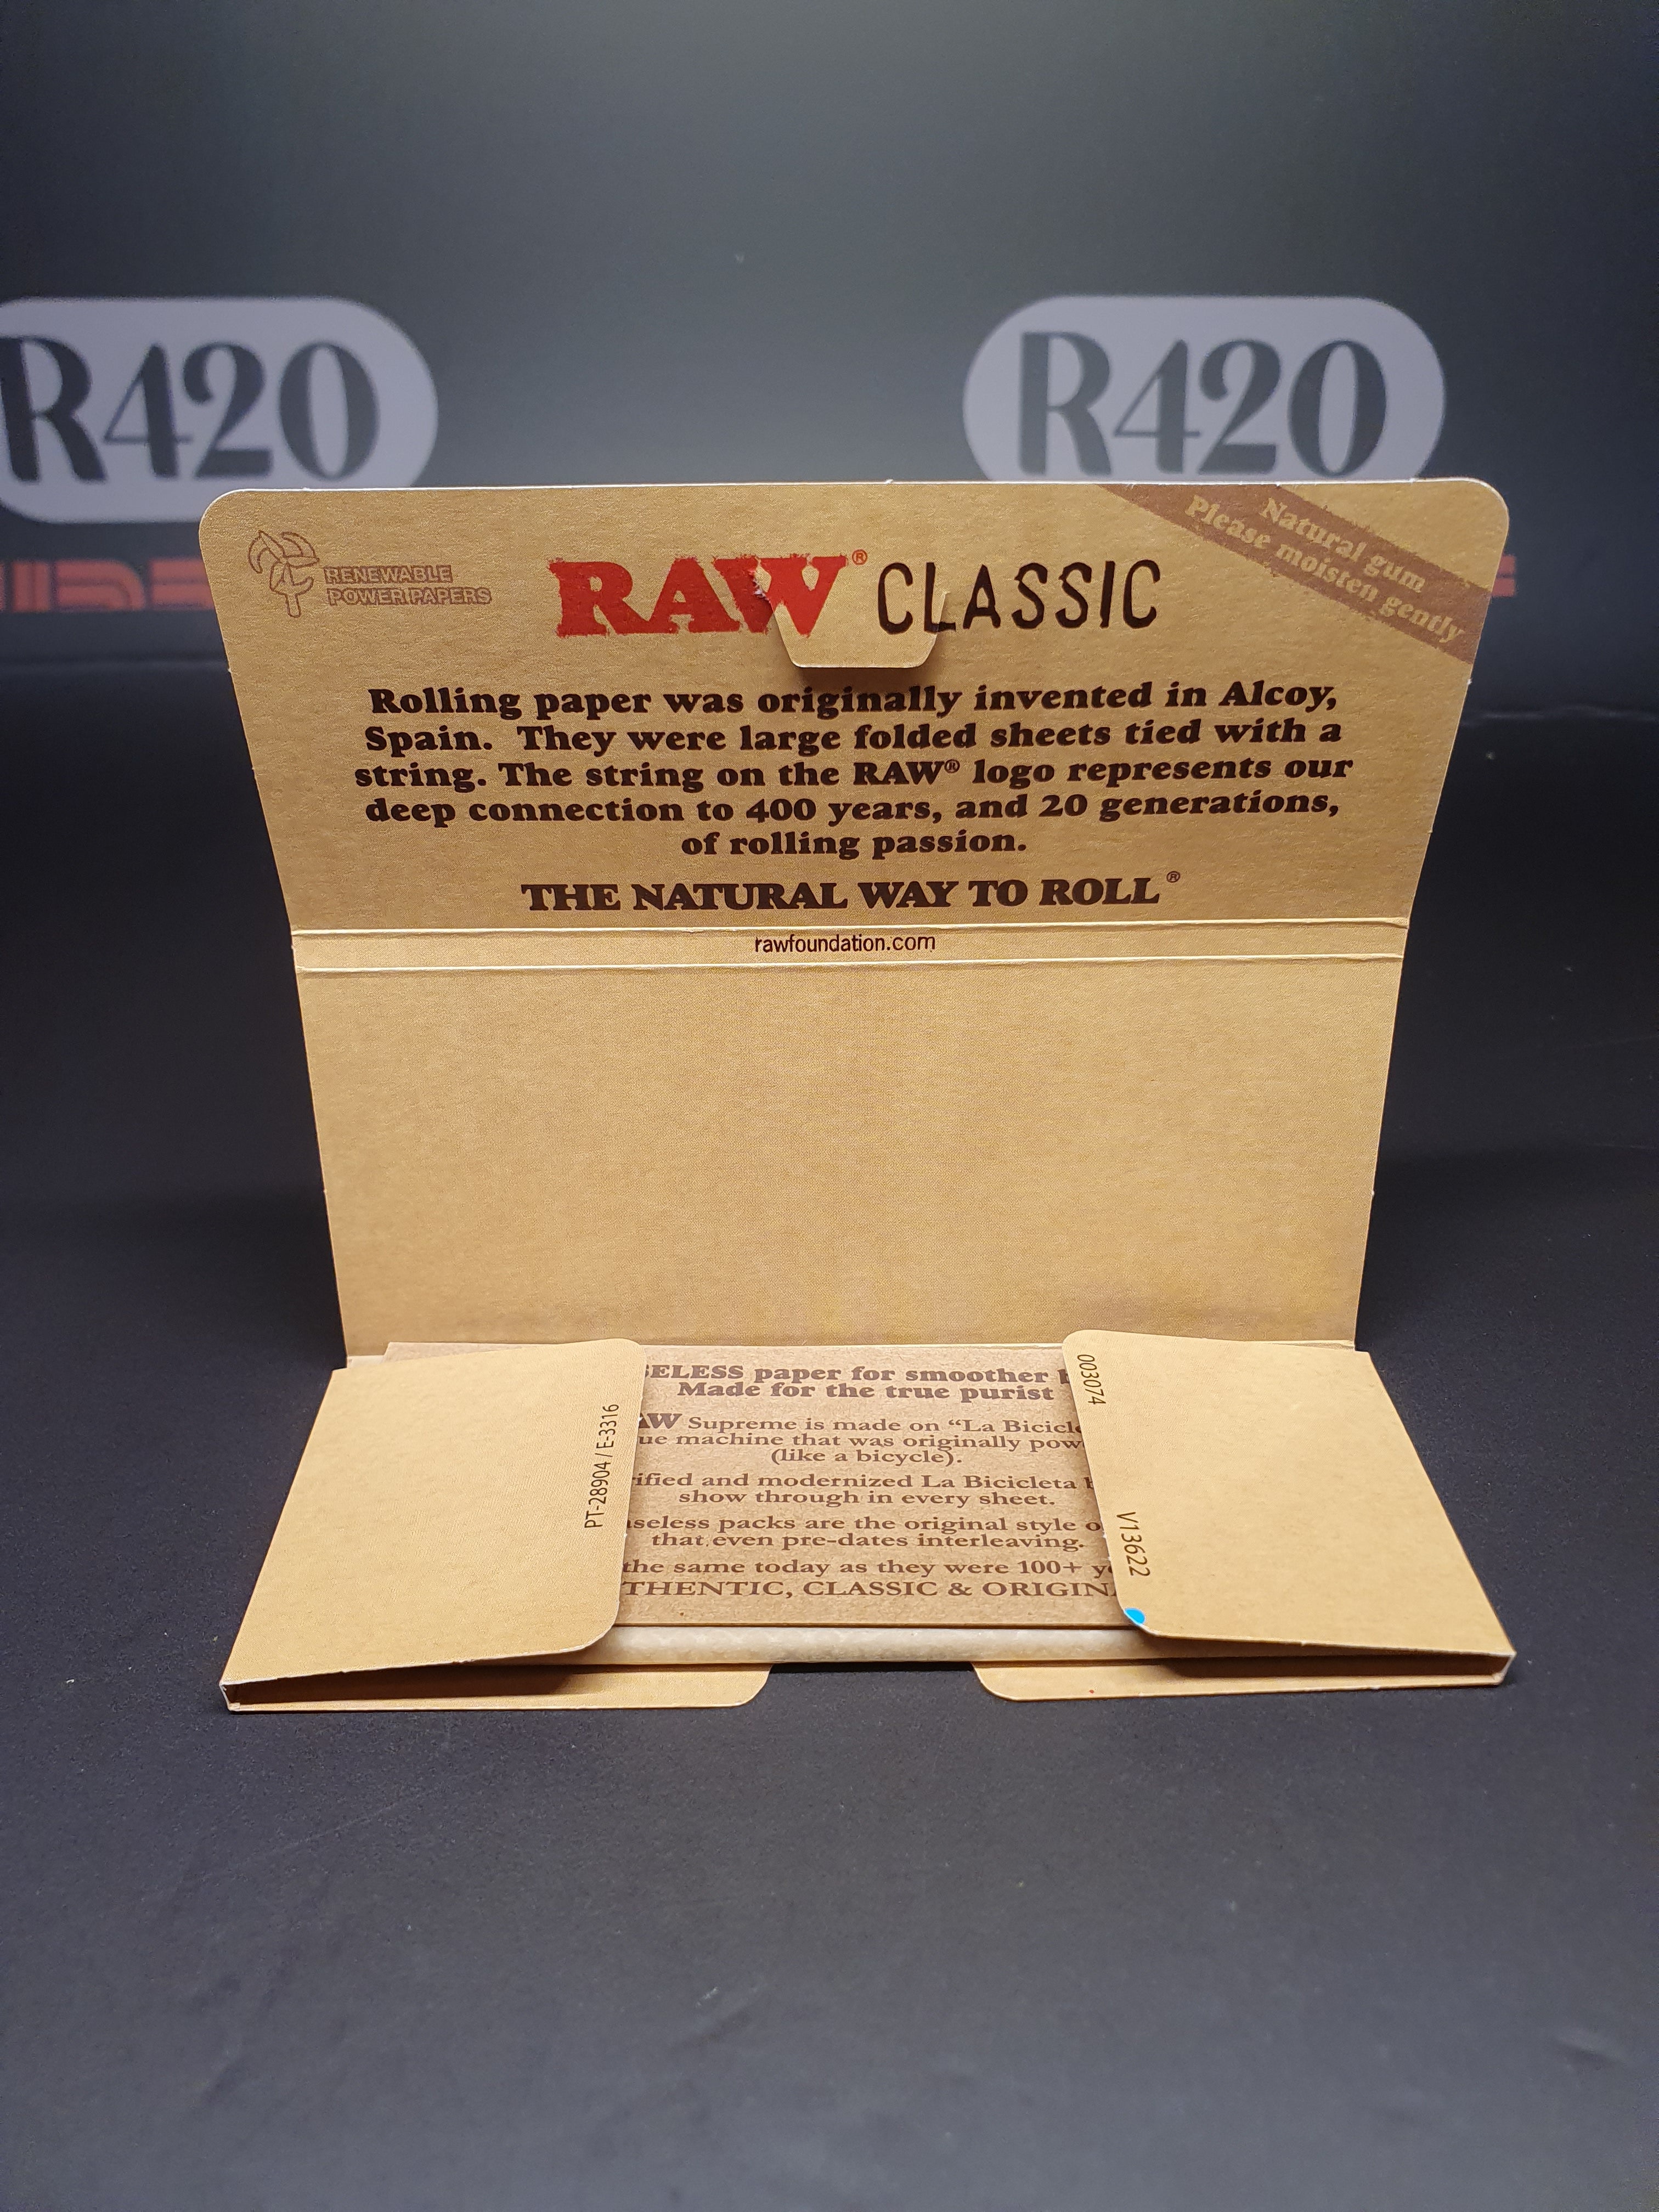 R420
R420
RENEWABLE
POWER PAPERS
RAW® CLASSIC
Natural gum
Please moisten gently
Rolling paper was originally invented in Alcoy,
Spain. They were large folded sheets tied with a
string. The string on the RAW® logo represents our
deep connection to 400 years, and 20 generations,
of rolling passion.
THE NATURAL WAY TO ROLL®
rawfoundation.com
PT-28904 / E-3316
paper for smoother
Made for the true purist
Supreme is made on “La
machine that was originally
(like a bicycle).
and modernized La Bicicleta
show through in every sheet.
packs are the original style
that even pre-dates interleaving.
the same today as they were 100+
CLASSIC &
003074
V13622